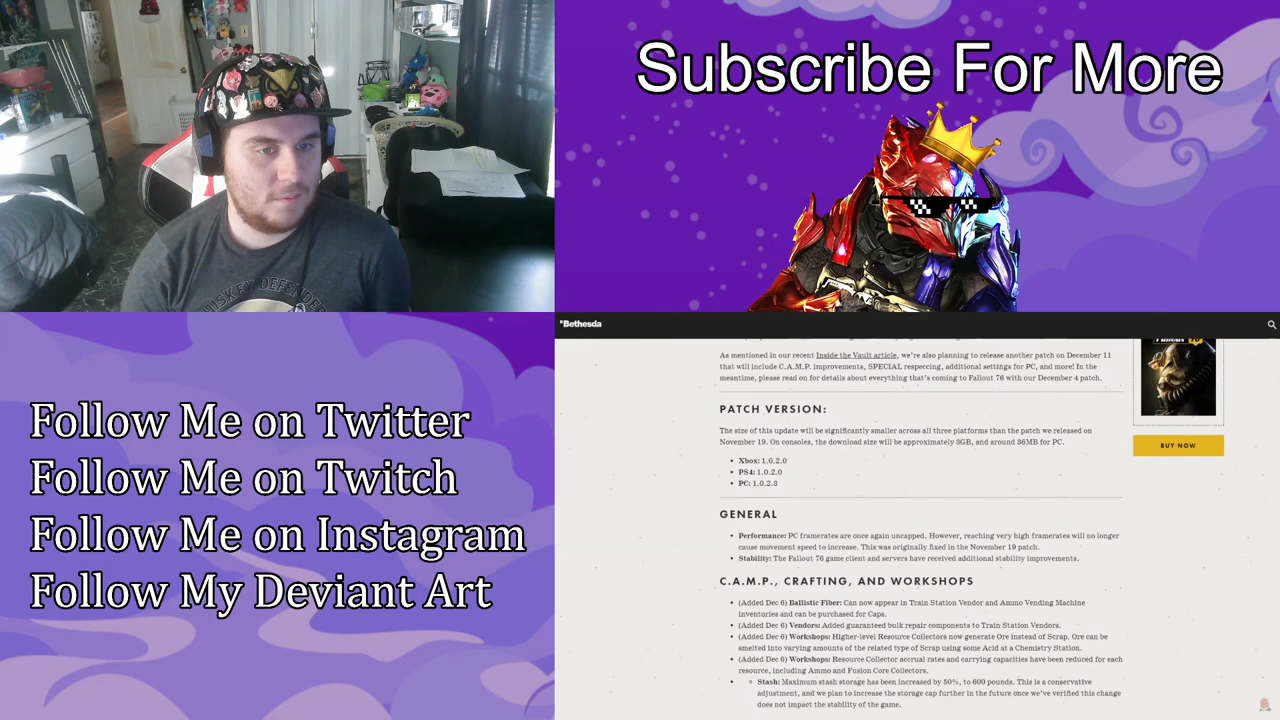 WHISKEY DEFENDER
Subscribe For More
Follow Me on Twitter
Follow Me on Twitch
Follow Me on Instagram
Follow My Deviant Art
Bethesda
As mentioned in our recent Inside the Vault article, we're also planning to release another patch on December 11
that will include C.A.M.P. improvements, SPECIAL respeccing, additional settings for PC, and more! In the
meantime, please read on for details about everything that's coming to Fallout 76 with our December 4 patch.
PATCH VERSION:
The size of this update will be significantly smaller across all three platforms than the patch we released on
November 19. On consoles, the download size will be approximately 3GB, and around 36MB for PC.
• Xbox: 1.0.2.0
• PS4: 1.0.2.0
• PC: 1.0.2.3
GENERAL
• Performance: PC framerates are once again uncapped. However, reaching very high framerates will no longer
cause movement speed to increase. This was originally fixed in the November 19 patch.
• Stability: The Fallout 76 game client and servers have received additional stability improvements.
C.A.M.P., CRAFTING, AND WORKSHOPS
• (Added Dec 6) Ballistic Fiber: Can now appear in Train Station Vendor and Ammo Vending Machine
inventories and can be purchased for Caps.
• (Added Dec 6) Vendors: Added guaranteed bulk repair components to Train Station Vendors.
• (Added Dec 6) Workshops: Higher-level Resource Collectors now generate Ore instead of Scrap. Ore can be
smelted into varying amounts of the related type of Scrap using some Acid at a Chemistry Station.
• (Added Dec 6) Workshops: Resource Collector accrual rates and carrying capacities have been reduced for each
resource, including Ammo and Fusion Core Collectors.
• Stash: Maximum stash storage has been increased by 50%, to 600 pounds. This is a conservative
adjustment, and we plan to increase the storage cap further in the future once we've verified this change
does not impact the stability of the game.
BUY NOW